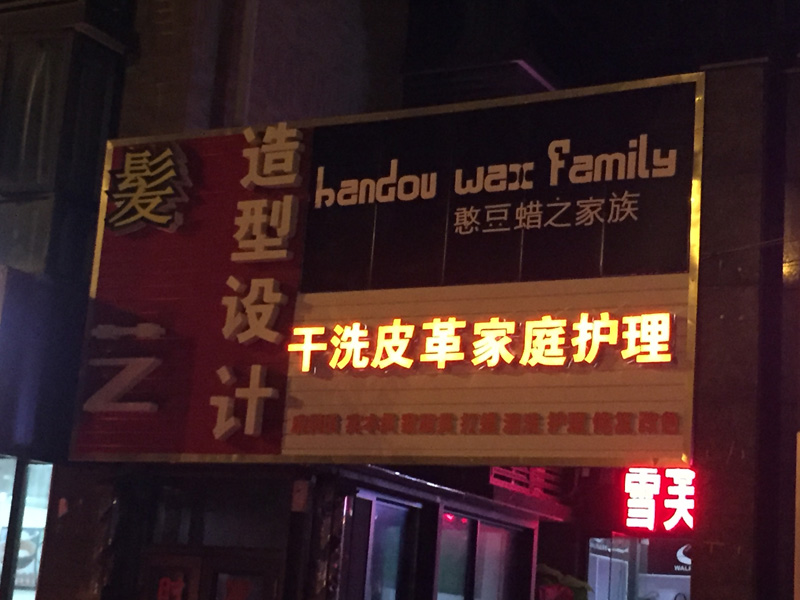 髪艺
造型设计
handou wax family
憨豆蜡之家族
干洗皮革家庭护理
雪芙